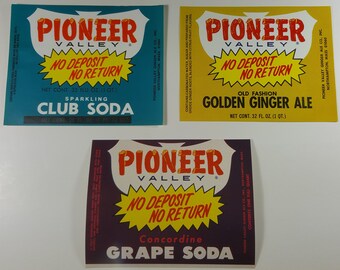 PIONEER
VALLEY
NO DEPOSIT
NO RETURN
SPARKLING
CLUB SODA
PIONEER
VALLEY
NO DEPOSIT
NO RETURN
OLD FASHION
GOLDEN GINGER ALE
NET CONT. 32 FL. OZ. (1 QT.)
PIONEER
VALLEY
NO DEPOSIT
NO RETURN
Concordine
GRAPE SODA